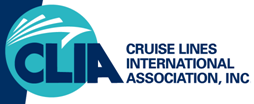 CLIA
CRUISE LINES
INTERNATIONAL
ASSOCIATION, INC